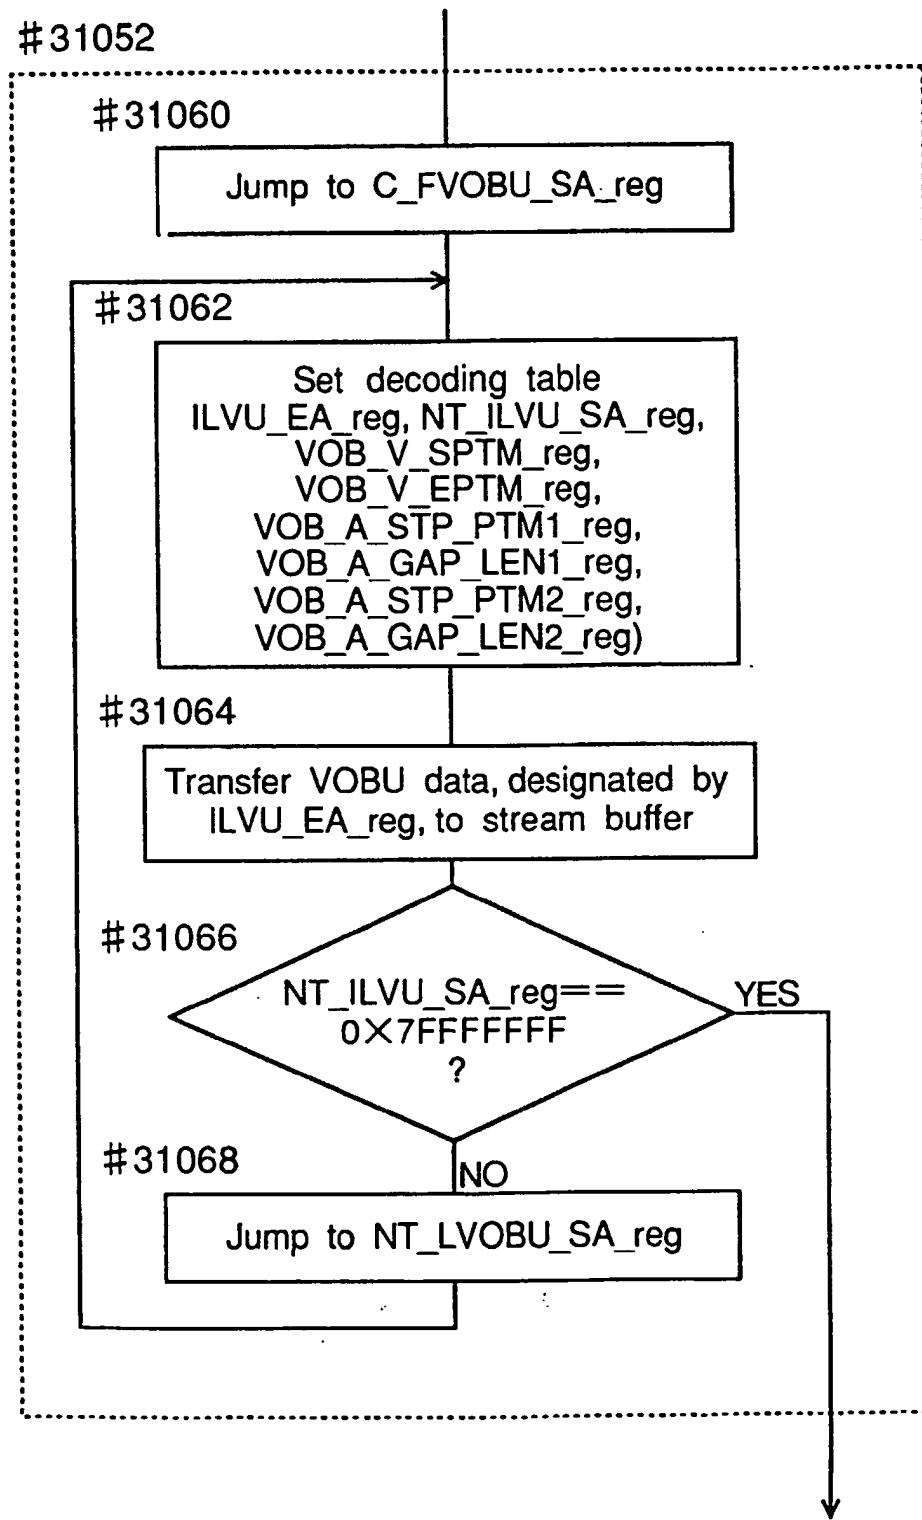 #31052
#31060
Jump to C_FVOBU_SA_reg
#31062
Set decoding table
ILVU_EA_reg, NT_ILVU_SA_reg,
VOB_V_SPTM_reg,
VOB_V_EPTM_reg,
VOB_A_STP_PTM1_reg,
VOB_A_GAP_LEN1_reg,
VOB_A_STP_PTM2_reg,
VOB_A_GAP_LEN2_reg)
#31064
Transfer VOBU data, designated by
ILVU_EA_reg, to stream buffer
#31066
NT_ILVU_SA_reg==
0X7FFFFFFF
?
YES
NO
#31068
Jump to NT_LVOBU_SA_reg